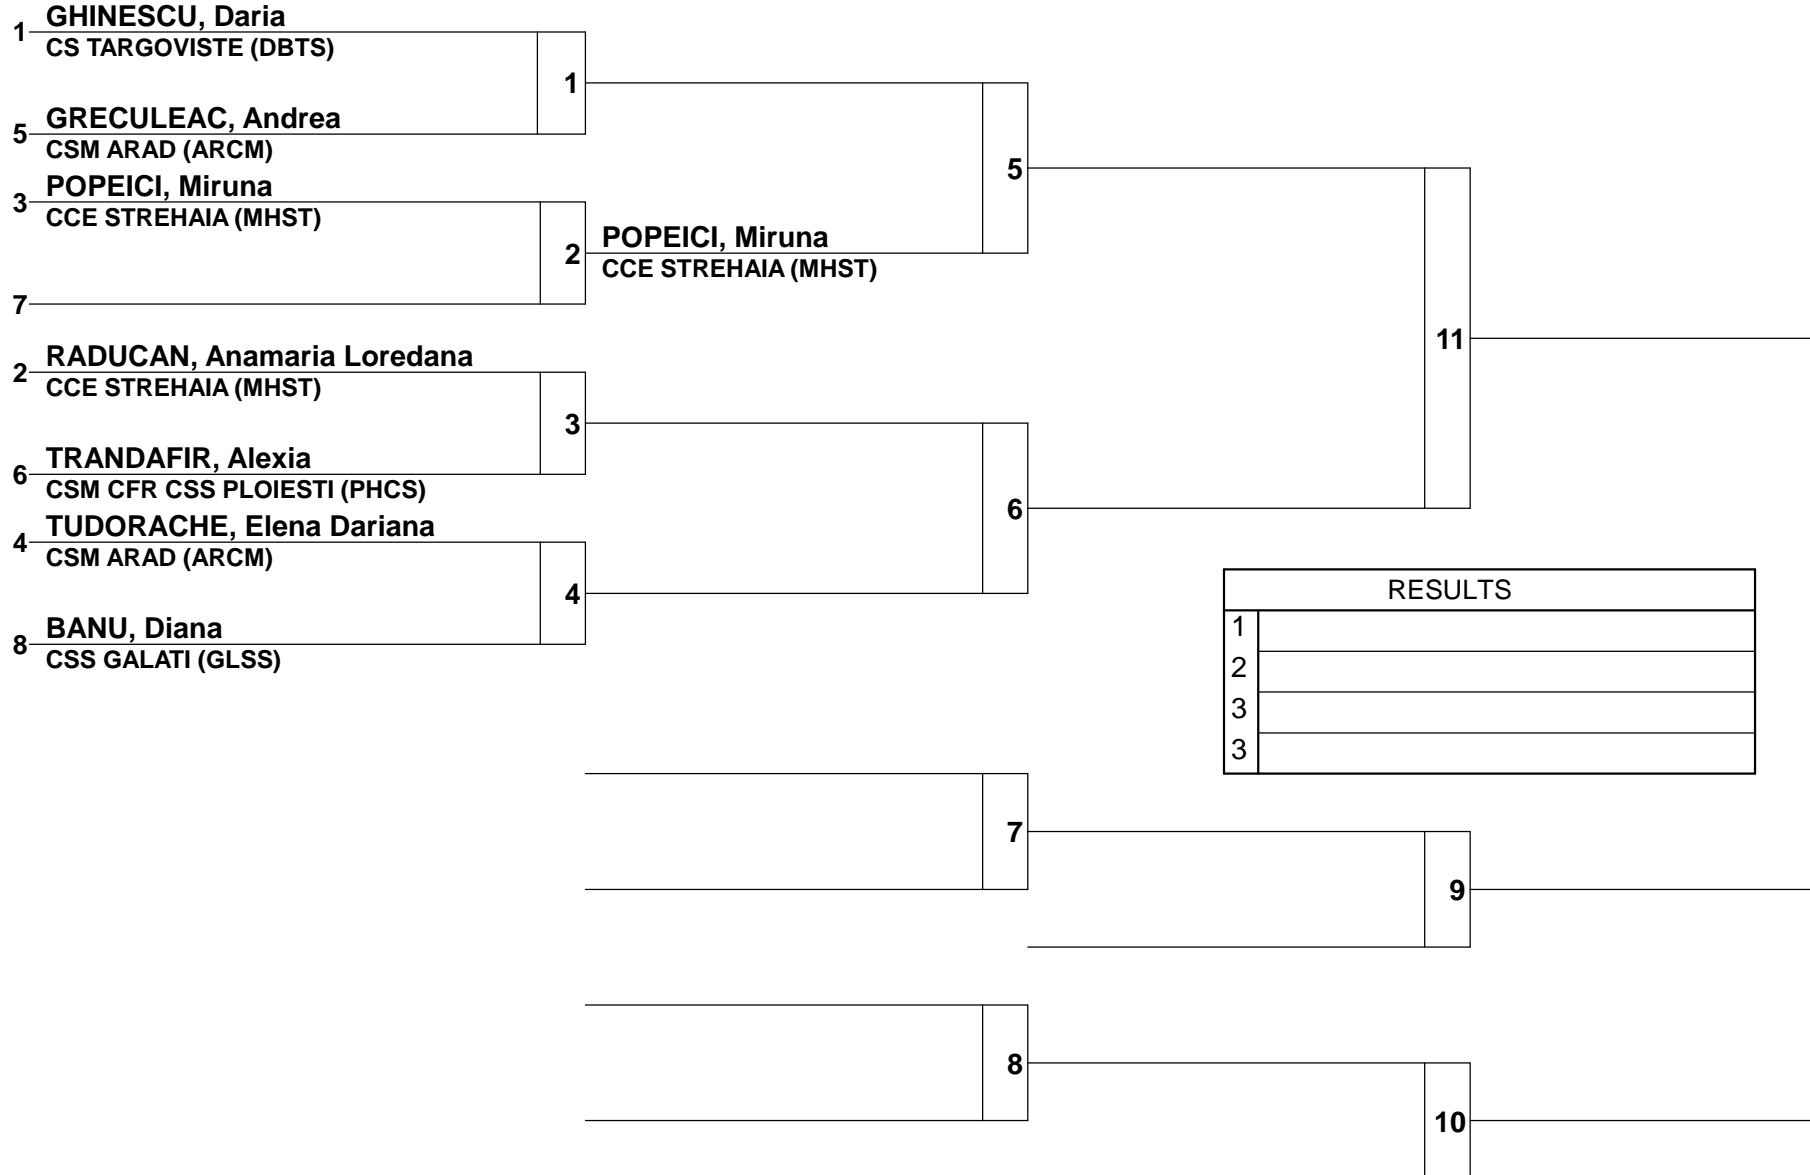 1 GHINESCU, Daria
CS TARGOVISTE (DBTS)
1
5 GRECULEAC, Andrea
CSM ARAD (ARCM)
5
3 POPEICI, Miruna
CCE STREHAIA (MHST)
2 POPEICI, Miruna
CCE STREHAIA (MHST)
7
11
2 RADUCAN, Anamaria Loredana
CCE STREHAIA (MHST)
3
6 TRANDAFIR, Alexia
CSM CFR CSS PLOIESTI (PHCS)
6
4 TUDORACHE, Elena Dariana
CSM ARAD (ARCM)
4
8 BANU, Diana
CSS GALATI (GLSS)
RESULTS
1
2
3
3
7
9
8
10